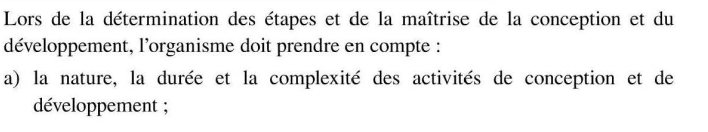 Lors de la détermination des étapes et de la maîtrise de la conception et du
développement, l'organisme doit prendre en compte :
a) la nature, la durée et la complexité des activités de conception et de
développement ;